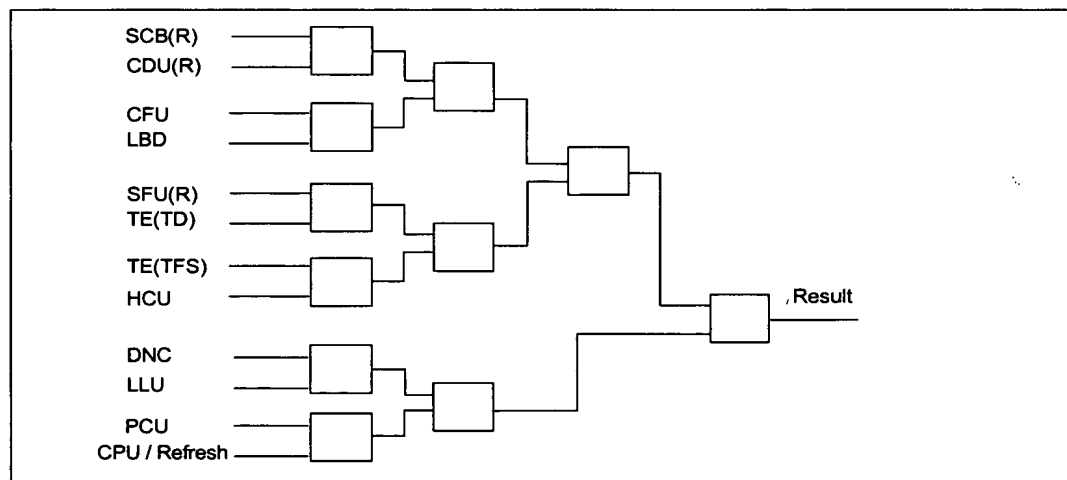 SCB(R)
CDU(R)
CFU
LBD
SFU(R)
TE(TD)
TE(TFS)
HCU
Result
DNC
LLU
PCU
CPU / Refresh